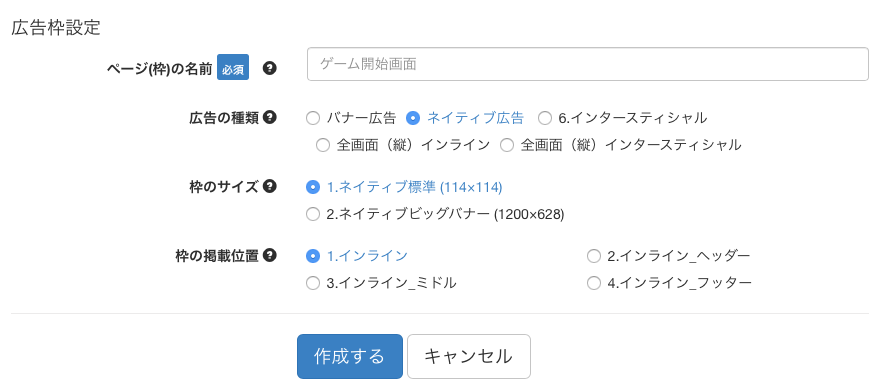 広告枠設定
ページ(枠)の名前 必須 ? ゲーム開始画面
広告の種類 ? バナー広告 ネイティブ広告 6.インタースティシャル
全画面（縦）インライン 全画面（縦）インタースティシャル
枠のサイズ ? 1.ネイティブ標準 (114×114)
2.ネイティブビッグバナー (1200×628)
枠の掲載位置 ? 1.インライン 2.インライン_ヘッダー
3.インライン_ミドル 4.インライン_フッター
作成する キャンセル